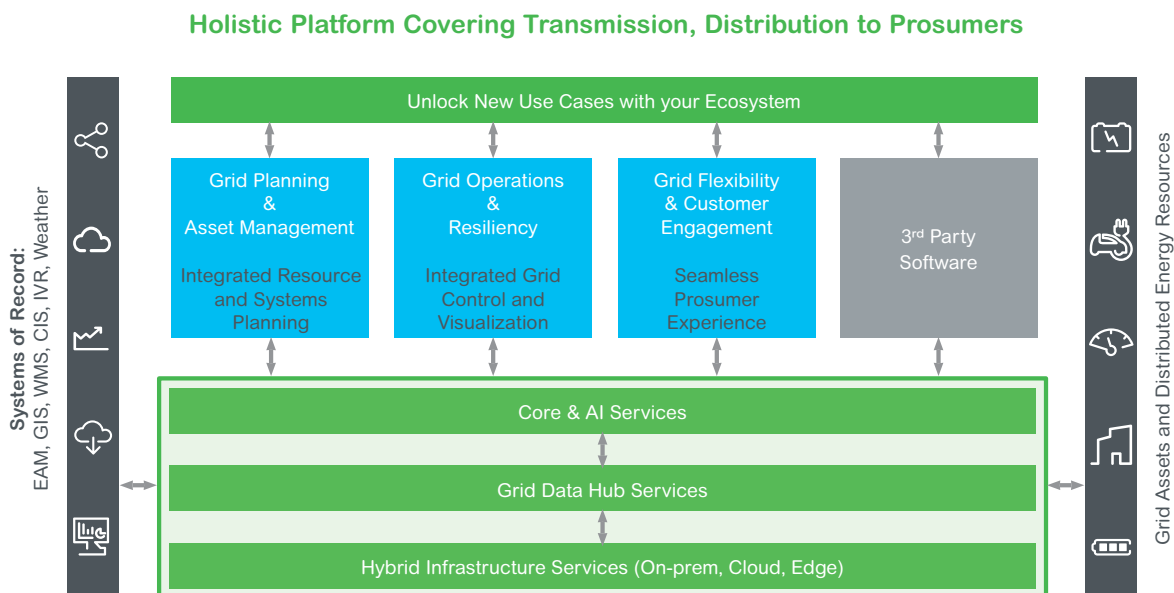 Holistic Platform Covering Transmission, Distribution to Prosumers
Systems of Record:
EAM, GIS, WMS, CIS, IVR, Weather
Unlock New Use Cases with your Ecosystem
Grid Planning
&
Asset Management
Integrated Resource
and Systems
Planning
Grid Operations
&
Resiliency
Integrated Grid
Control and
Visualization
Grid Flexibility
& Customer
Engagement
Seamless
Prosumer
Experience
3rd Party
Software
Core & AI Services
Grid Data Hub Services
Hybrid Infrastructure Services (On-prem, Cloud, Edge)
Grid Assets and Distributed Energy Resources